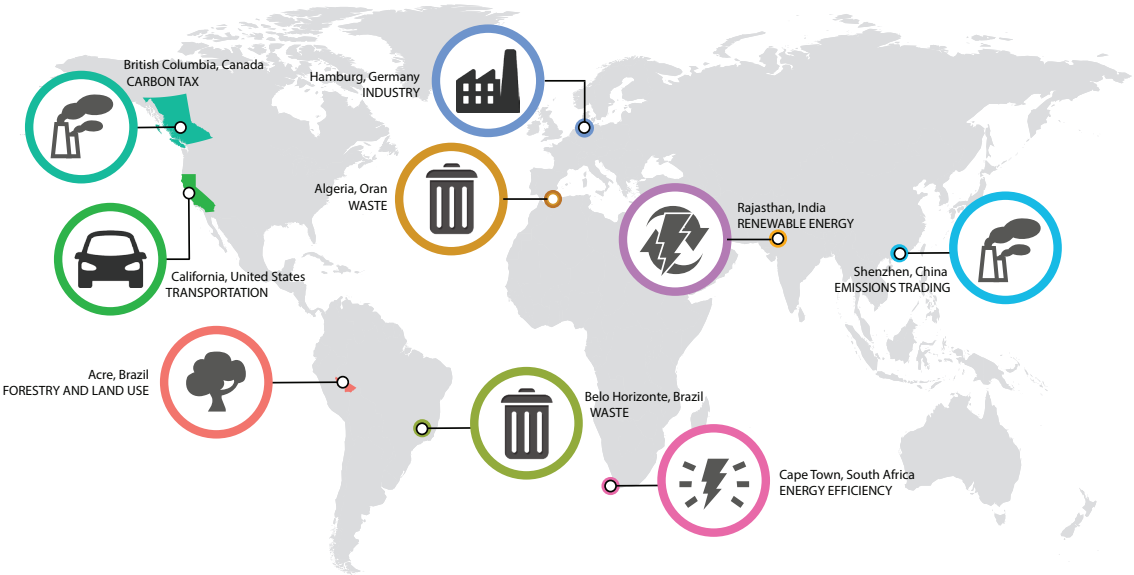 British Columbia, Canada
CARBON TAX
Hamburg, Germany
INDUSTRY
Algeria, Oran
WASTE
Rajasthan, India
RENEWABLE ENERGY
Shenzhen, China
EMISSIONS TRADING
California, United States
TRANSPORTATION
Acre, Brazil
FORESTRY AND LAND USE
Belo Horizonte, Brazil
WASTE
Cape Town, South Africa
ENERGY EFFICIENCY